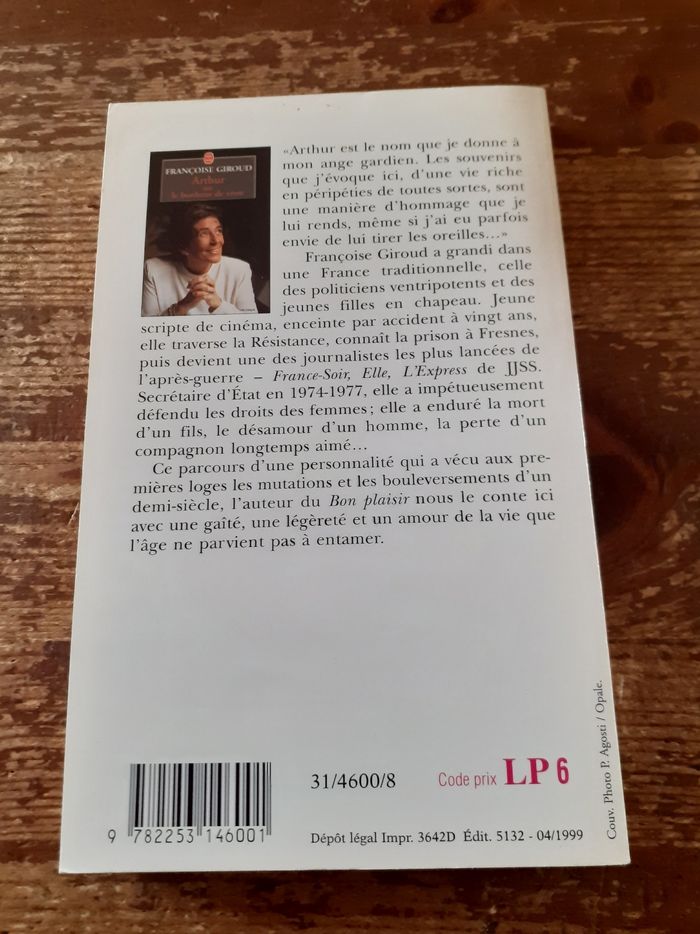 FRANÇOISE GIROUD
Arthur
ou
le bonheur de vivre
«Arthur est le nom que je donne à
mon ange gardien. Les souvenirs
que j'évoque ici, d'une vie riche
en péripéties de toutes sortes, sont
une manière d'hommage que je
lui rends, même si j'ai eu parfois
envie de lui tirer les oreilles…»
Françoise Giroud a grandi dans
une France traditionnelle, celle
des politiciens ventripotents et des
jeunes filles en chapeau. Jeune
scripte de cinéma, enceinte par accident à vingt ans,
elle traverse la Résistance, connaît la prison à Fresnes,
puis devient une des journalistes les plus lancées de
l'après-guerre – France-Soir, Elle, L'Express de JJSS.
Secrétaire d'État en 1974-1977, elle a impétueusement
défendu les droits des femmes ; elle a enduré la mort
d'un fils, le désamour d'un homme, la perte d'un
compagnon longtemps aimé…
Ce parcours d'une personnalité qui a vécu aux pre-
mières loges les mutations et les bouleversements d'un
demi-siècle, l'auteur du Bon plaisir nous le conte ici
avec une gaîté, une légèreté et un amour de la vie que
l'âge ne parvient pas à entamer.
Couv. Photo P. Agosti / Opale.
31/4600/8
Code prix LP 6
9 782253 146001
Dépôt légal Impr. 3642D Édit. 5132 - 04/1999